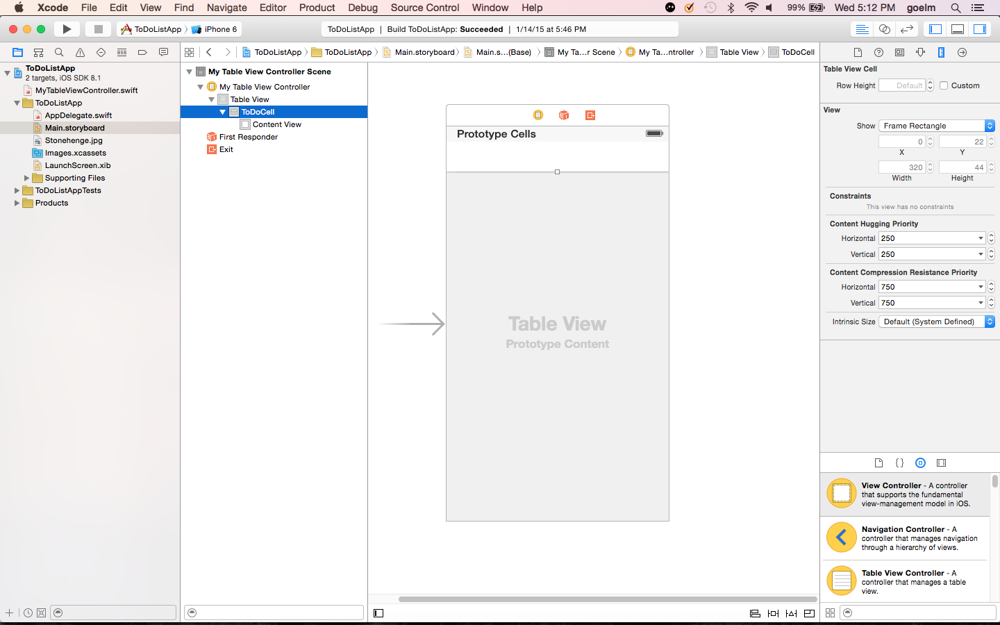 Xcode File Edit View Find Navigate Editor Product Debug Source Control Window Help 99% Wed 5:12 PM goelm
ToDoListApp iPhone 6 ToDoListApp | Build ToDoListApp: Succeeded | 1/14/15 at 5:46 PM
ToDoListApp ToDoListApp Main.storyboard Main.s...(Base) My Ta...r Scene My Ta...ntroller Table View ToDoCell
ToDoListApp
2 targets, iOS SDK 8.1
MyTableViewController.swift
ToDoListApp
AppDelegate.swift
Main.storyboard
Stonehenge.jpg
Images.xcassets
LaunchScreen.xib
Supporting Files
ToDoListAppTests
Products
My Table View Controller Scene
My Table View Controller
Table View
ToDoCell
Content View
First Responder
Exit
Prototype Cells
Table View
Prototype Content
Table View Cell
Row Height Default Custom
View
Show Frame Rectangle
0 22
X Y
320 44
Width Height
Constraints
This view has no constraints
Content Hugging Priority
Horizontal 250
Vertical 250
Content Compression Resistance Priority
Horizontal 750
Vertical 750
Intrinsic Size Default (System Defined)
View Controller - A controller
that supports the fundamental
view-management model in iOS.
Navigation Controller - A
controller that manages navigation
through a hierarchy of views.
Table View Controller - A
controller that manages a table
view.